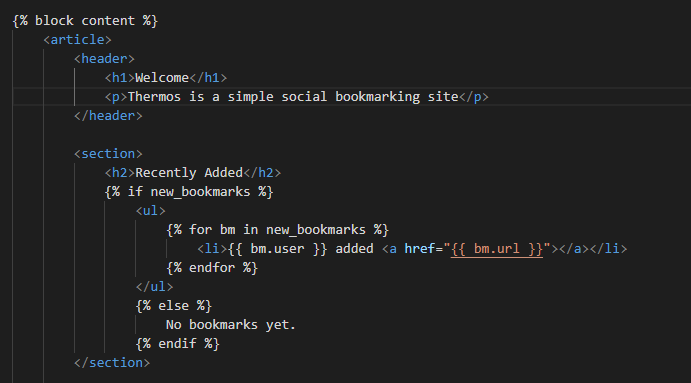 {% block content %}
<article>
<header>
<h1>Welcome</h1>
<p>Thermos is a simple social bookmarking site</p>
</header>
<section>
<h2>Recently Added</h2>
{% if new_bookmarks %}
<ul>
{% for bm in new_bookmarks %}
<li>{{ bm.user }} added <a href="{{ bm.url }}"></a></li>
{% endfor %}
</ul>
{% else %}
No bookmarks yet.
{% endif %}
</section>